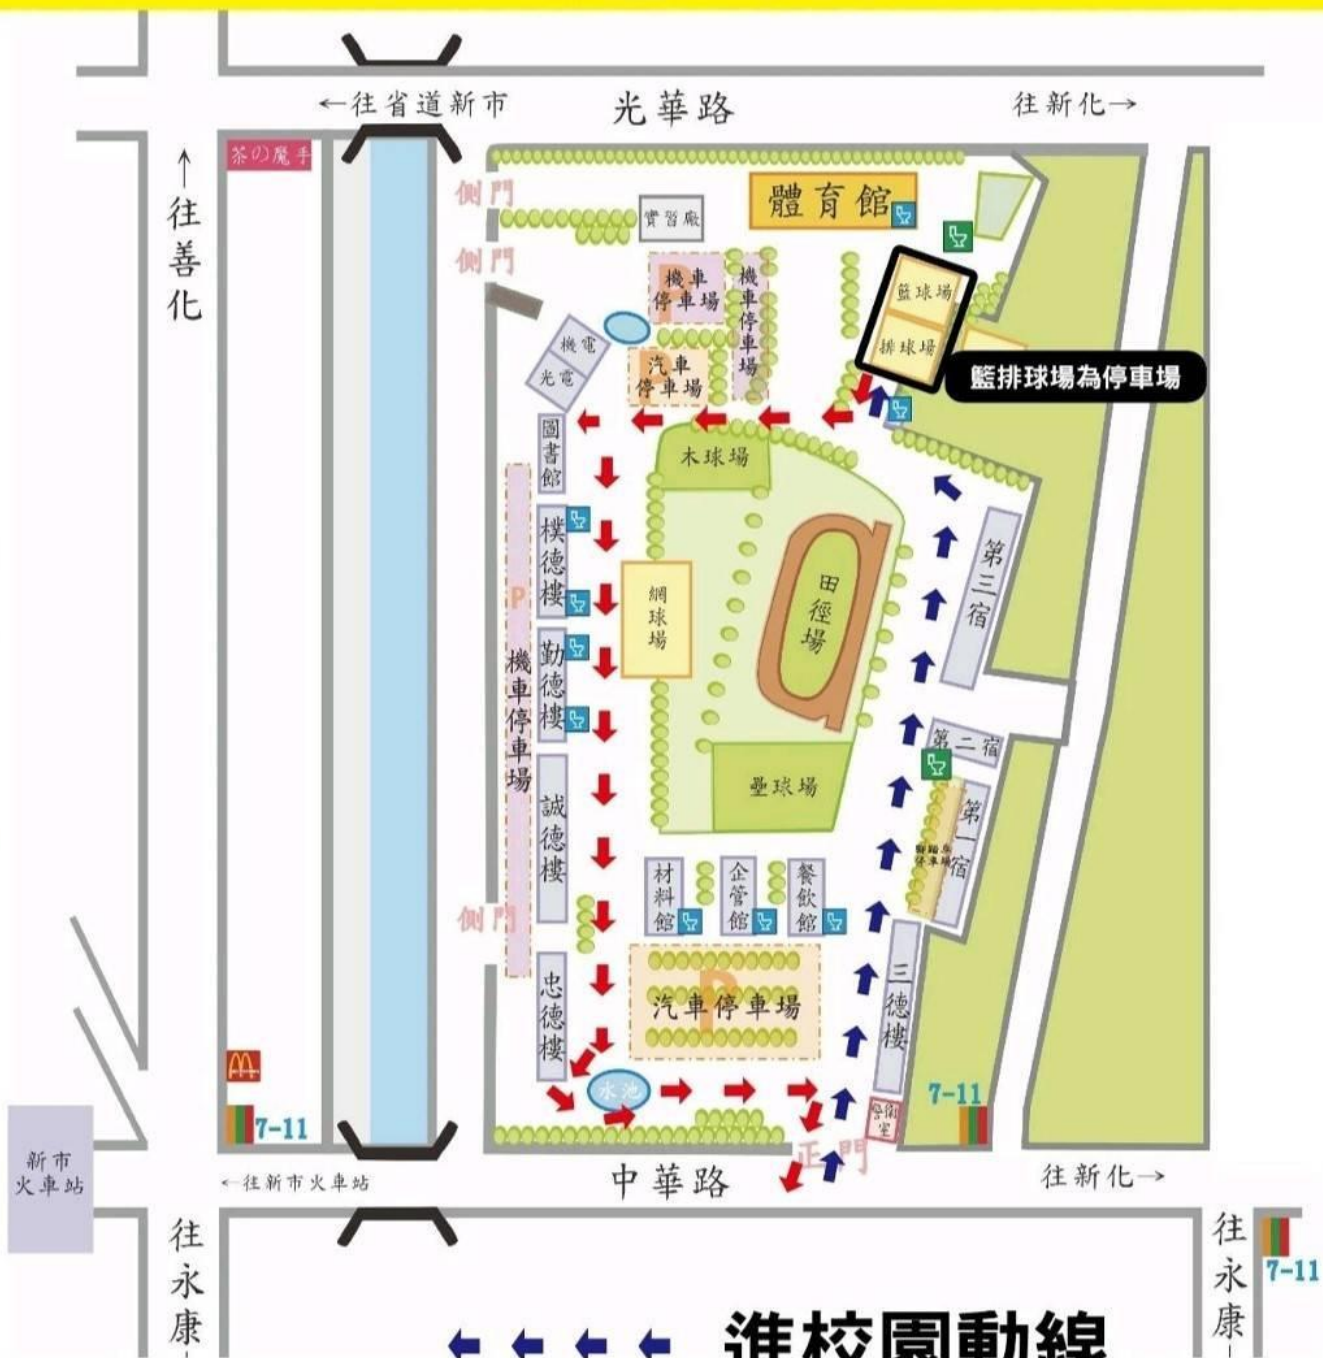 ←往省道新市
光華路
往新化→
茶の魔手
↑往善化
側門
實習廠
體育館
側門
機車停車場
P
機車停車場
籃球場
排球場
籃排球場為停車場
機電
光電
汽車停車場
P
圖書館
木球場
樸德樓
網球場
田徑場
第三宿
勤德樓
P
機車停車場
第二宿
壘球場
誠德樓
第一宿
材料館
企管館
餐飲館
側門
忠德樓
P
汽車停車場
三德樓
水池
7-11
7-11
正門
新市
火車站
←往新市火車站
中華路
往新化→
往永康
往永康
7-11
進校園動線